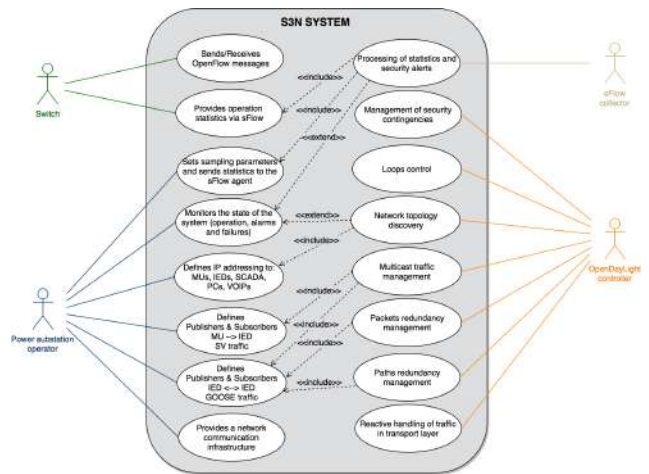 S3N SYSTEM
Sends/Receives
OpenFlow messages
Processing of statistics and
security alerts
<<include>>
Switch
sFlow
collector
Provides operation
statistics via sFlow
<<include>>
Management of security
contingencies
<<extend>>
Sets sampling parameters
and sends statistics to the
sFlow agent
Loops control
Monitors the state of the
system (operation, alarms
and failures)
<<extend>>
Network topology
discovery
<<include>>
OpenDayLight
controller
Defines IP addressing to:
MUs, IEDs, SCADA,
PCs, VOIPs
Multicast traffic
management
<<include>>
Power substation
operator
Defines
Publishers & Subscribers
MU --> IED
SV traffic
Packets redundancy
management
<<include>>
Defines
Publishers & Subscribers
IED <--> IED
GOOSE traffic
<<include>>
Paths redundancy
management
Provides a network
communication
infrastructure
Reactive handling of traffic
in transport layer